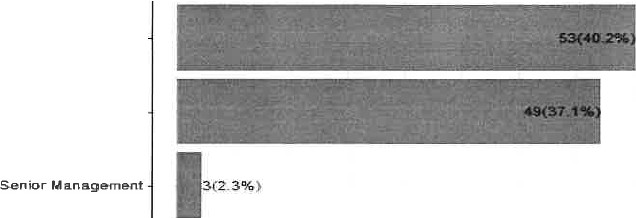 53(40.2%)
49(37.1%)
Senior Management
3(2.3%)